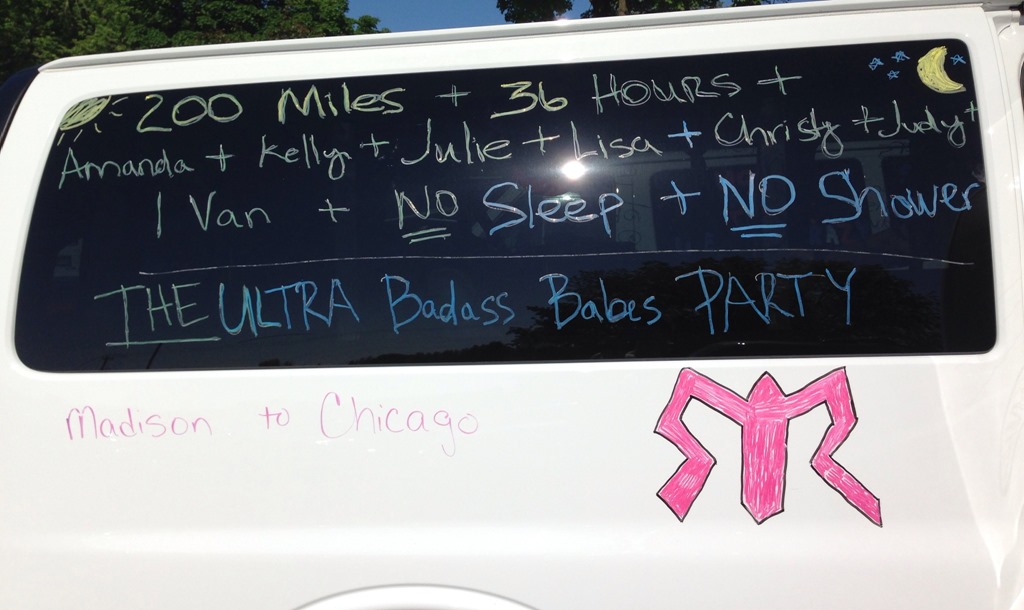 200 Miles + 36 HOURS +
Amanda + Kelly + Julie + Lisa + Christy + Judy +
1 Van + NO Sleep + NO Shower
THE ULTRA Badass Babes PARTY
Madison to Chicago